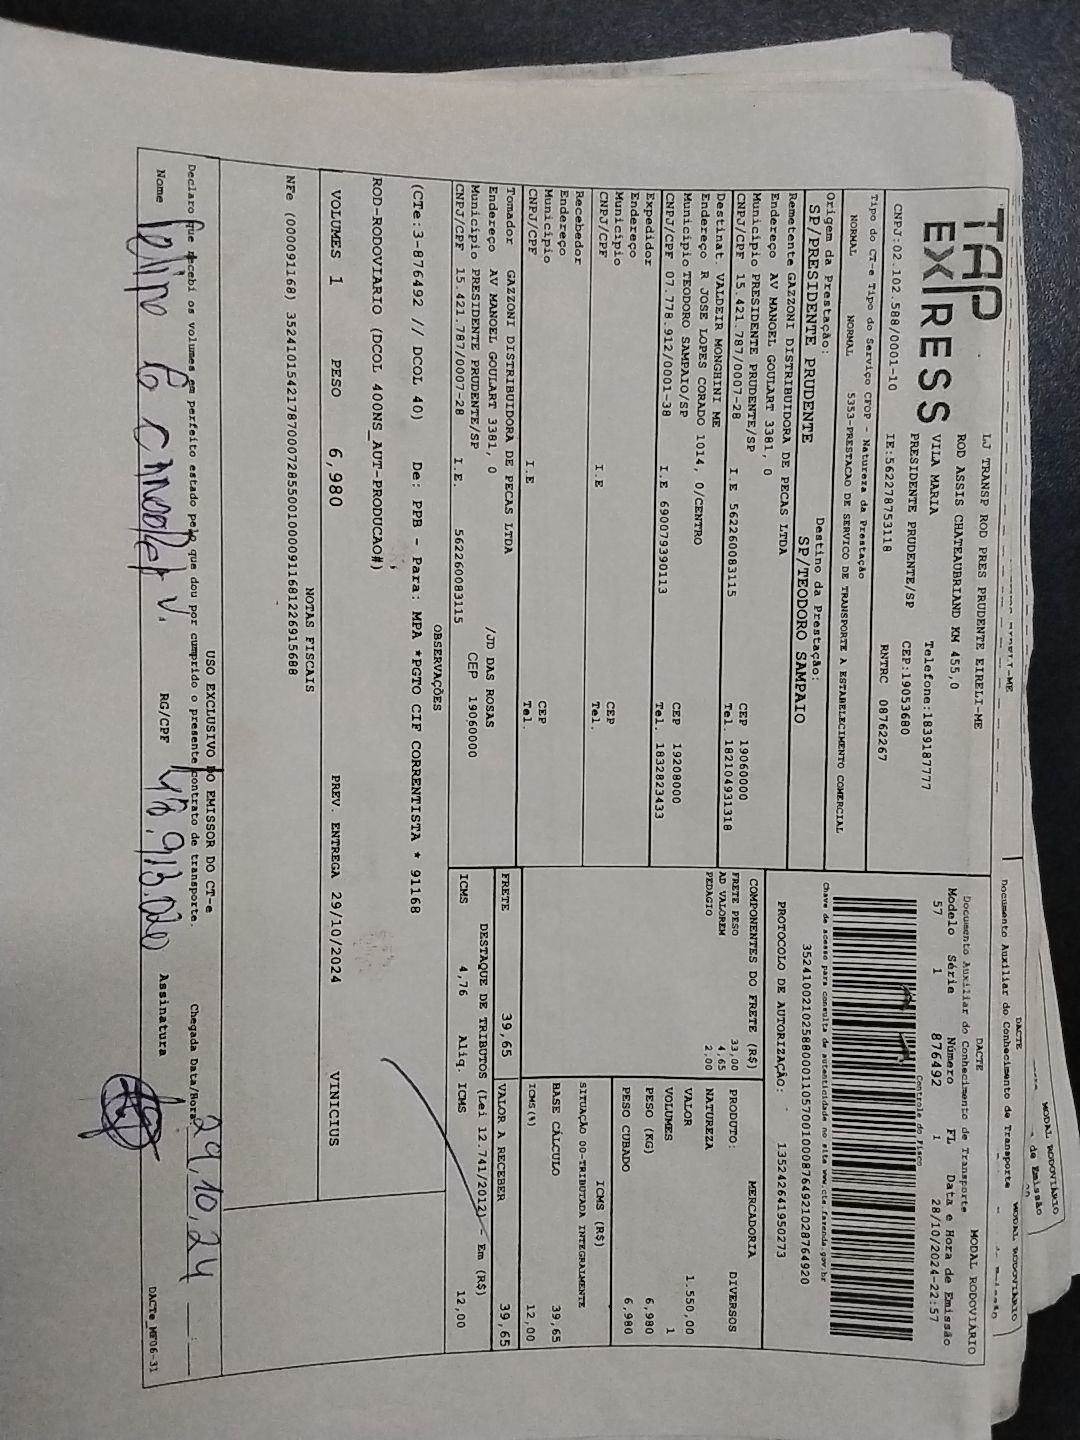 TAP
EXPRESS
LJ TRANSP ROD PRES PRUDENTE EIRELI-ME
ROD ASSIS CHATEAUBRIAND KM 455,0
VILA MARIA Telefone:1839187777
PRESIDENTE PRUDENTE/SP CEP:19053680
CNPJ:02.102.588/0001-10 IE:562278753118 RNTRC 08762267
DACTE MODAL RODOVIÁRIO
Documento Auxiliar do Conhecimento de Transporte
Modelo Série Número FL Data e Hora de Emissão
57 1 876492 1 28/10/2024-22:57
Controle do Fisco
Tipo do CT-e Tipo do Serviço CFOP - Natureza da Prestação
NORMAL NORMAL 5353-PRESTACAO DE SERVICO DE TRANSPORTE A ESTABELECIMENTO COMERCIAL
Chave de acesso para consulta de autenticidade no site www.cte.fazenda.gov.br
35241002102588000110570010008764921028764920
Origem da Prestação: Destino da Prestação:
SP/PRESIDENTE PRUDENTE SP/TEODORO SAMPAIO
PROTOCOLO DE AUTORIZAÇÃO: 135242641950273
Remetente GAZZONI DISTRIBUIDORA DE PECAS LTDA
Endereço AV MANOEL GOULART 3381, 0
Município PRESIDENTE PRUDENTE/SP CEP 19060000
CNPJ/CPF 15.421.787/0007-28 I.E 562260083115 Tel. 182104931318
Destinat. VALDEIR MONGHINI ME
Endereço R JOSE LOPES CORADO 1014, 0/CENTRO
Município TEODORO SAMPAIO/SP CEP 19208000
CNPJ/CPF 07.778.912/0001-38 I.E 690079390113 Tel. 1832823433
Expedidor
Endereço
Município CEP
CNPJ/CPF I.E Tel.
Recebedor
Endereço
Município CEP
CNPJ/CPF I.E Tel.
Tomador GAZZONI DISTRIBUIDORA DE PECAS LTDA
Endereço AV MANOEL GOULART 3381, 0 /JD DAS ROSAS
Município PRESIDENTE PRUDENTE/SP CEP 19060000
CNPJ/CPF 15.421.787/0007-28 I.E. 562260083115
COMPONENTES DO FRETE (R$)
FRETE PESO 33,00
AD VALOREM 4,65
PEDAGIO 2,00
MERCADORIA
PRODUTO: DIVERSOS
NATUREZA
VALOR 1.550,00
VOLUMES 1
PESO (KG) 6,980
PESO CUBADO 6,980
ICMS (R$)
SITUAÇÃO 00-TRIBUTADA INTEGRALMENTE
BASE CÁLCULO 39,65
ICMS(%) 12,00
FRETE 39,65 VALOR A RECEBER 39,65
DESTAQUE DE TRIBUTOS (Lei 12.741/2012) - Em (R$)
ICMS 4,76 Aliq. ICMS 12,00
OBSERVAÇÕES
(CTe:3-876492 // DCOL 40) De: PPB - Para: MPA *PGTO CIF CORRENTISTA * 91168
ROD-RODOVIARIO (DCOL 400NS_AUT-PRODUCAO#)
VOLUMES 1 PESO 6,980 PREV. ENTREGA 29/10/2024 VINICIUS
NOTAS FISCAIS
NFe (000091168) 35241015421787000728550010000911681226915688
USO EXCLUSIVO DO EMISSOR DO CT-e
Declaro que recebi os volumes em perfeito estado pelo que dou por cumprido o presente contrato de transporte. Chegada Data/Hora 29,10,24 :
Nome RG/CPF 48.913.020 Assinatura
DACTe_MF06-31